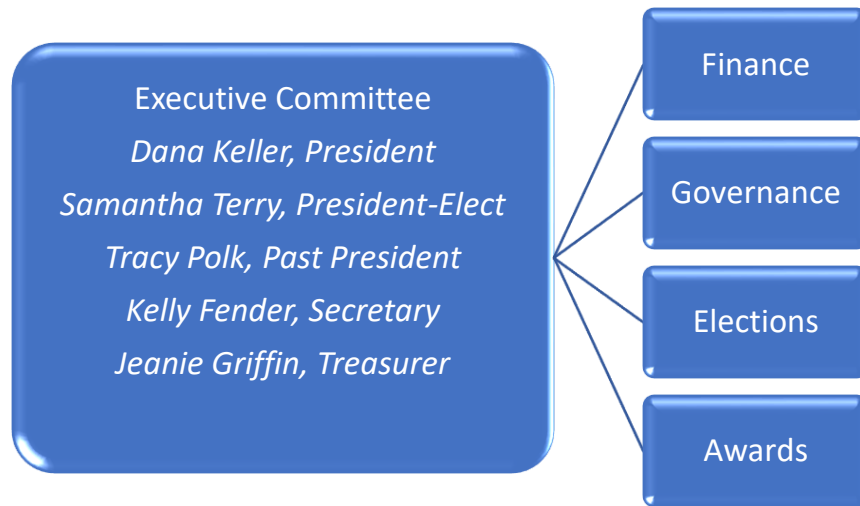 Executive Committee
Dana Keller, President
Samantha Terry, President-Elect
Tracy Polk, Past President
Kelly Fender, Secretary
Jeanie Griffin, Treasurer
Finance
Governance
Elections
Awards